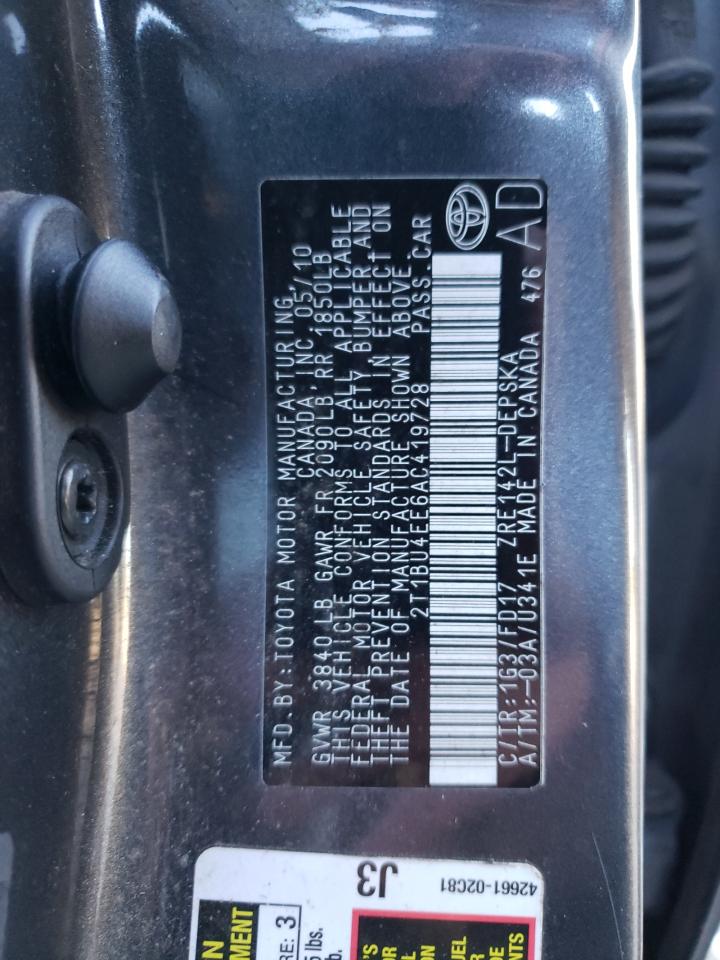 MFD.BY:TOYOTA MOTOR MANUFACTURING,
CANADA,INC.05/10
GVWR 3840LB GAWR FR 2090LB RR 1850LB
THIS VEHICLE CONFORMS TO ALL APPLICABLE
FEDERAL MOTOR VEHICLE SAFETY BUMPER AND
THEFT PREVENTION STANDARDS IN EFFECT ON
THE DATE OF MANUFACTURE SHOWN ABOVE.
2T1BU4EE6AC419728 PASS.CAR
C/TR:1G3/FD17 ZRE142L-DEPSKA
A/TM:-03A/U341E MADE IN CANADA 476 AD
J3
42661-02C81
3
lbs.